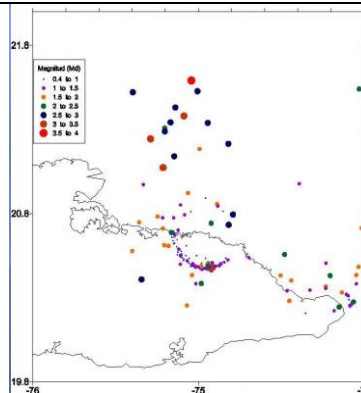 21.8
Magnitud (Md)
0.4 to 1
1 to 1.5
1.5 to 2
2 to 2.5
2.5 to 3
3 to 3.5
3.5 to 4
20.8
19.8
-76
-75